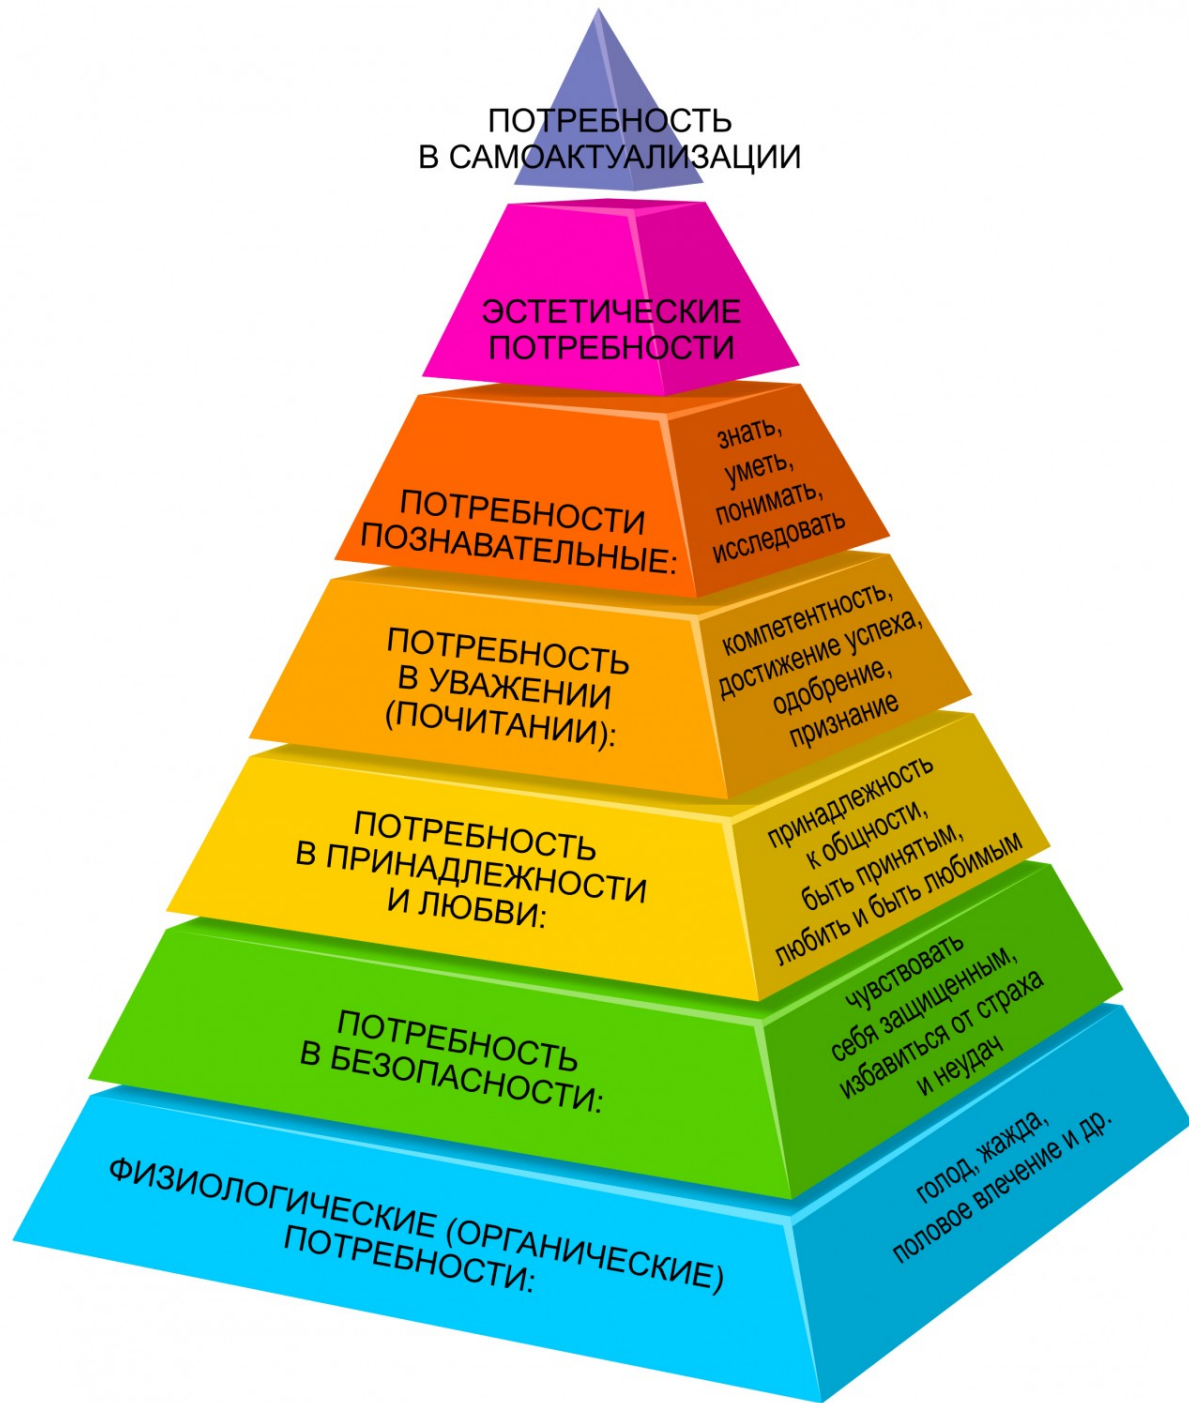 ПОТРЕБНОСТЬ
В САМОАКТУАЛИЗАЦИИ
ЭСТЕТИЧЕСКИЕ
ПОТРЕБНОСТИ
ПОТРЕБНОСТИ
ПОЗНАВАТЕЛЬНЫЕ:
знать,
уметь,
понимать,
исследовать
ПОТРЕБНОСТЬ
В УВАЖЕНИИ
(ПОЧИТАНИИ):
компетентность,
достижение успеха,
одобрение,
признание
ПОТРЕБНОСТЬ
В ПРИНАДЛЕЖНОСТИ
И ЛЮБВИ:
принадлежность
к общности,
быть принятым,
любить и быть любимым
ПОТРЕБНОСТЬ
В БЕЗОПАСНОСТИ:
чувствовать
себя защищенным,
избавиться от страха
и неудач
ФИЗИОЛОГИЧЕСКИЕ (ОРГАНИЧЕСКИЕ)
ПОТРЕБНОСТИ:
голод, жажда,
половое влечение и др.